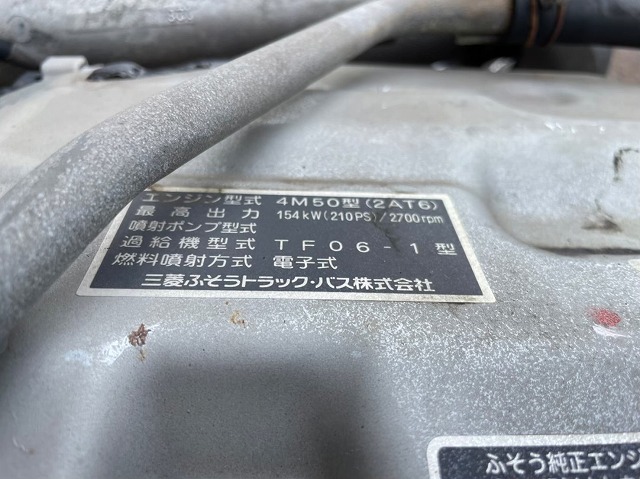 エンジン型式 4M50型(2AT6)
最高出力 154kW(210PS)/2700rpm
噴射ポンプ型式
過給機型式 TF06-1型
燃料噴射方式 電子式
三菱ふそうトラック・バス株式会社
ふそう純正エンジ